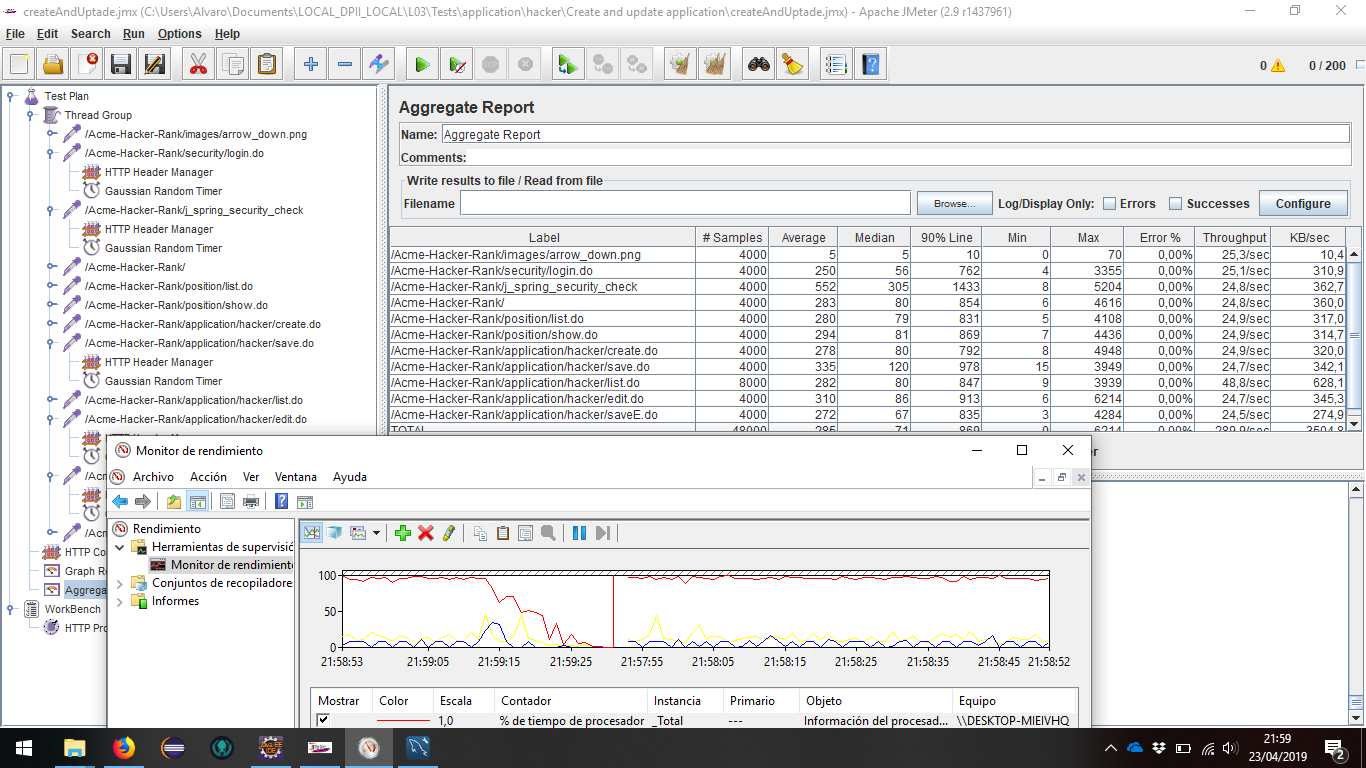 createAndUptade.jmx (C:\Users\Alvaro\Documents\LOCAL_DPII_LOCAL\L03\Tests\application\hacker\Create and update application\createAndUptade.jmx) - Apache JMeter (2.9 r1437961)
File Edit Search Run Options Help
0 0 / 200
Test Plan
Thread Group
/Acme-Hacker-Rank/images/arrow_down.png
/Acme-Hacker-Rank/security/login.do
HTTP Header Manager
Gaussian Random Timer
/Acme-Hacker-Rank/j_spring_security_check
HTTP Header Manager
Gaussian Random Timer
/Acme-Hacker-Rank/
/Acme-Hacker-Rank/position/list.do
/Acme-Hacker-Rank/position/show.do
/Acme-Hacker-Rank/application/hacker/create.do
/Acme-Hacker-Rank/application/hacker/save.do
HTTP Header Manager
Gaussian Random Timer
/Acme-Hacker-Rank/application/hacker/list.do
/Acme-Hacker-Rank/application/hacker/edit.do
/Acm
/Acm
HTTP Co
Graph Re
Aggrega
WorkBench
HTTP Pro
Aggregate Report
Name: Aggregate Report
Comments:
Write results to file / Read from file
Filename Browse... Log/Display Only: Errors Successes Configure
Label # Samples Average Median 90% Line Min Max Error % Throughput KB/sec
/Acme-Hacker-Rank/images/arrow_down.png 4000 5 5 10 0 70 0,00% 25,3/sec 10,4
/Acme-Hacker-Rank/security/login.do 4000 250 56 762 4 3355 0,00% 25,1/sec 310,9
/Acme-Hacker-Rank/j_spring_security_check 4000 552 305 1433 8 5204 0,00% 24,8/sec 362,7
/Acme-Hacker-Rank/ 4000 283 80 854 6 4616 0,00% 24,8/sec 360,0
/Acme-Hacker-Rank/position/list.do 4000 280 79 831 5 4108 0,00% 24,9/sec 317,0
/Acme-Hacker-Rank/position/show.do 4000 294 81 869 7 4436 0,00% 24,9/sec 314,7
/Acme-Hacker-Rank/application/hacker/create.do 4000 278 80 792 8 4948 0,00% 24,9/sec 320,0
/Acme-Hacker-Rank/application/hacker/save.do 4000 335 120 978 15 3949 0,00% 24,7/sec 342,1
/Acme-Hacker-Rank/application/hacker/list.do 8000 282 80 847 9 3939 0,00% 48,8/sec 628,1
/Acme-Hacker-Rank/application/hacker/edit.do 4000 310 86 913 6 6214 0,00% 24,7/sec 345,3
/Acme-Hacker-Rank/application/hacker/saveE.do 4000 272 67 835 3 4284 0,00% 24,5/sec 274,9
TOTAL 48000 285 71 869 0 6214 0,00% 289,9/sec 3504,8
Monitor de rendimiento
Archivo Acción Ver Ventana Ayuda
Rendimiento
Herramientas de supervisió
Monitor de rendimiento
Conjuntos de recopiladore
Informes
100
50
0
21:58:53 21:59:05 21:59:15 21:59:25 21:57:55 21:58:05 21:58:15 21:58:25 21:58:35 21:58:45 21:58:52
Mostrar Color Escala Contador Instancia Primario Objeto Equipo
1,0 % de tiempo de procesador _Total --- Información del procesad... \\DESKTOP-MIEIVHQ
21:59
23/04/2019
2